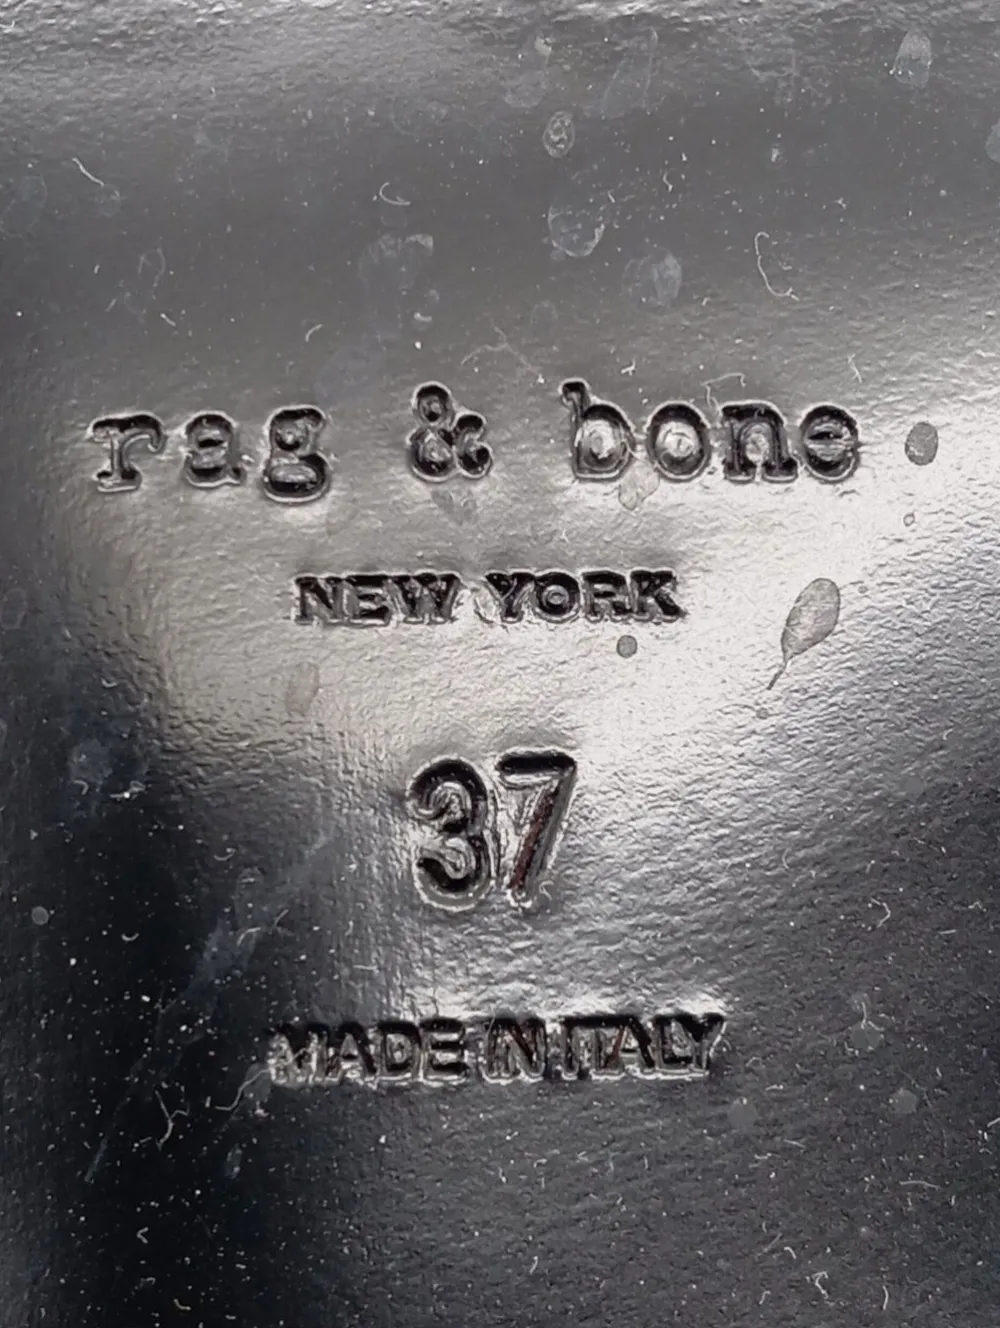 rag & bone
NEW YORK
37
MADE IN ITALY